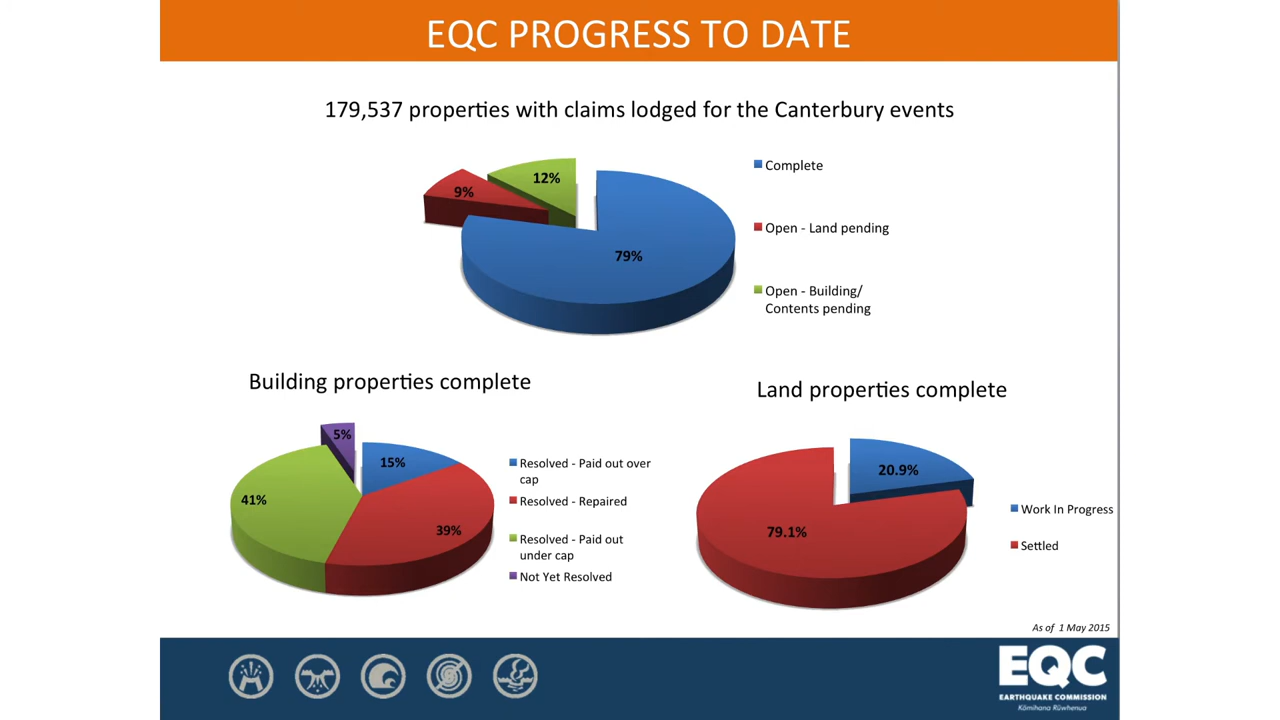 EQC PROGRESS TO DATE
179,537 properties with claims lodged for the Canterbury events
12%
9%
79%
Complete
Open - Land pending
Open - Building/
Contents pending
Building properties complete
5%
15%
41%
39%
Resolved - Paid out over
cap
Resolved - Repaired
Resolved - Paid out
under cap
Not Yet Resolved
Land properties complete
20.9%
79.1%
Work In Progress
Settled
As of 1 May 2015
EQC
EARTHQUAKE COMMISSION
Kōmihana Rūwhenua